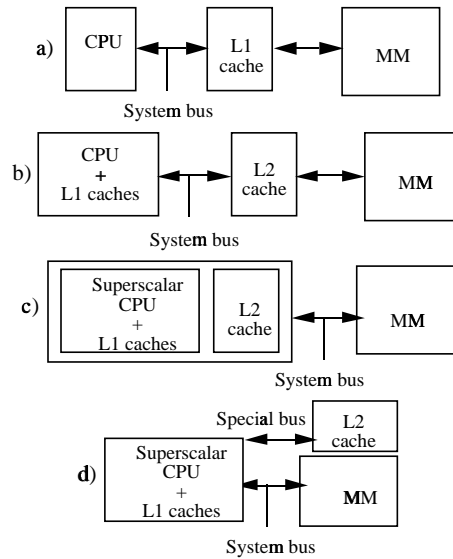 a)
CPU
L1
cache
MM
System bus
b)
CPU
+
L1 caches
L2
cache
MM
System bus
c)
Superscalar
CPU
+
L1 caches
L2
cache
MM
System bus
d)
Special bus
L2
cache
Superscalar
CPU
+
L1 caches
MM
System bus